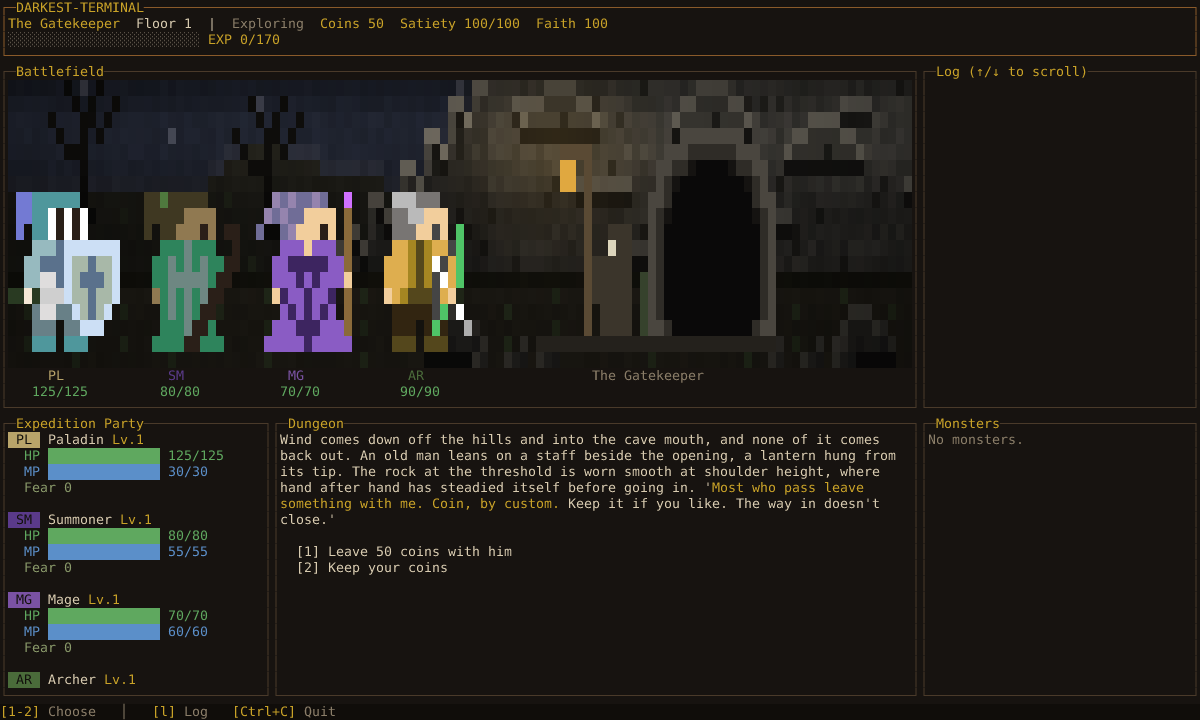 DARKEST-TERMINAL
The Gatekeeper Floor 1 | Exploring Coins 50 Satiety 100/100 Faith 100
EXP 0/170
Battlefield
PL SM MG AR The Gatekeeper
125/125 80/80 70/70 90/90
Log (↑/↓ to scroll)
Expedition Party
PL Paladin Lv.1
HP 125/125
MP 30/30
Fear 0
SM Summoner Lv.1
HP 80/80
MP 55/55
Fear 0
MG Mage Lv.1
HP 70/70
MP 60/60
Fear 0
AR Archer Lv.1
Dungeon
Wind comes down off the hills and into the cave mouth, and none of it comes
back out. An old man leans on a staff beside the opening, a lantern hung from
its tip. The rock at the threshold is worn smooth at shoulder height, where
hand after hand has steadied itself before going in. 'Most who pass leave
something with me. Coin, by custom. Keep it if you like. The way in doesn't
close.'
[1] Leave 50 coins with him
[2] Keep your coins
Monsters
No monsters.
[1-2] Choose │ [l] Log [Ctrl+C] Quit